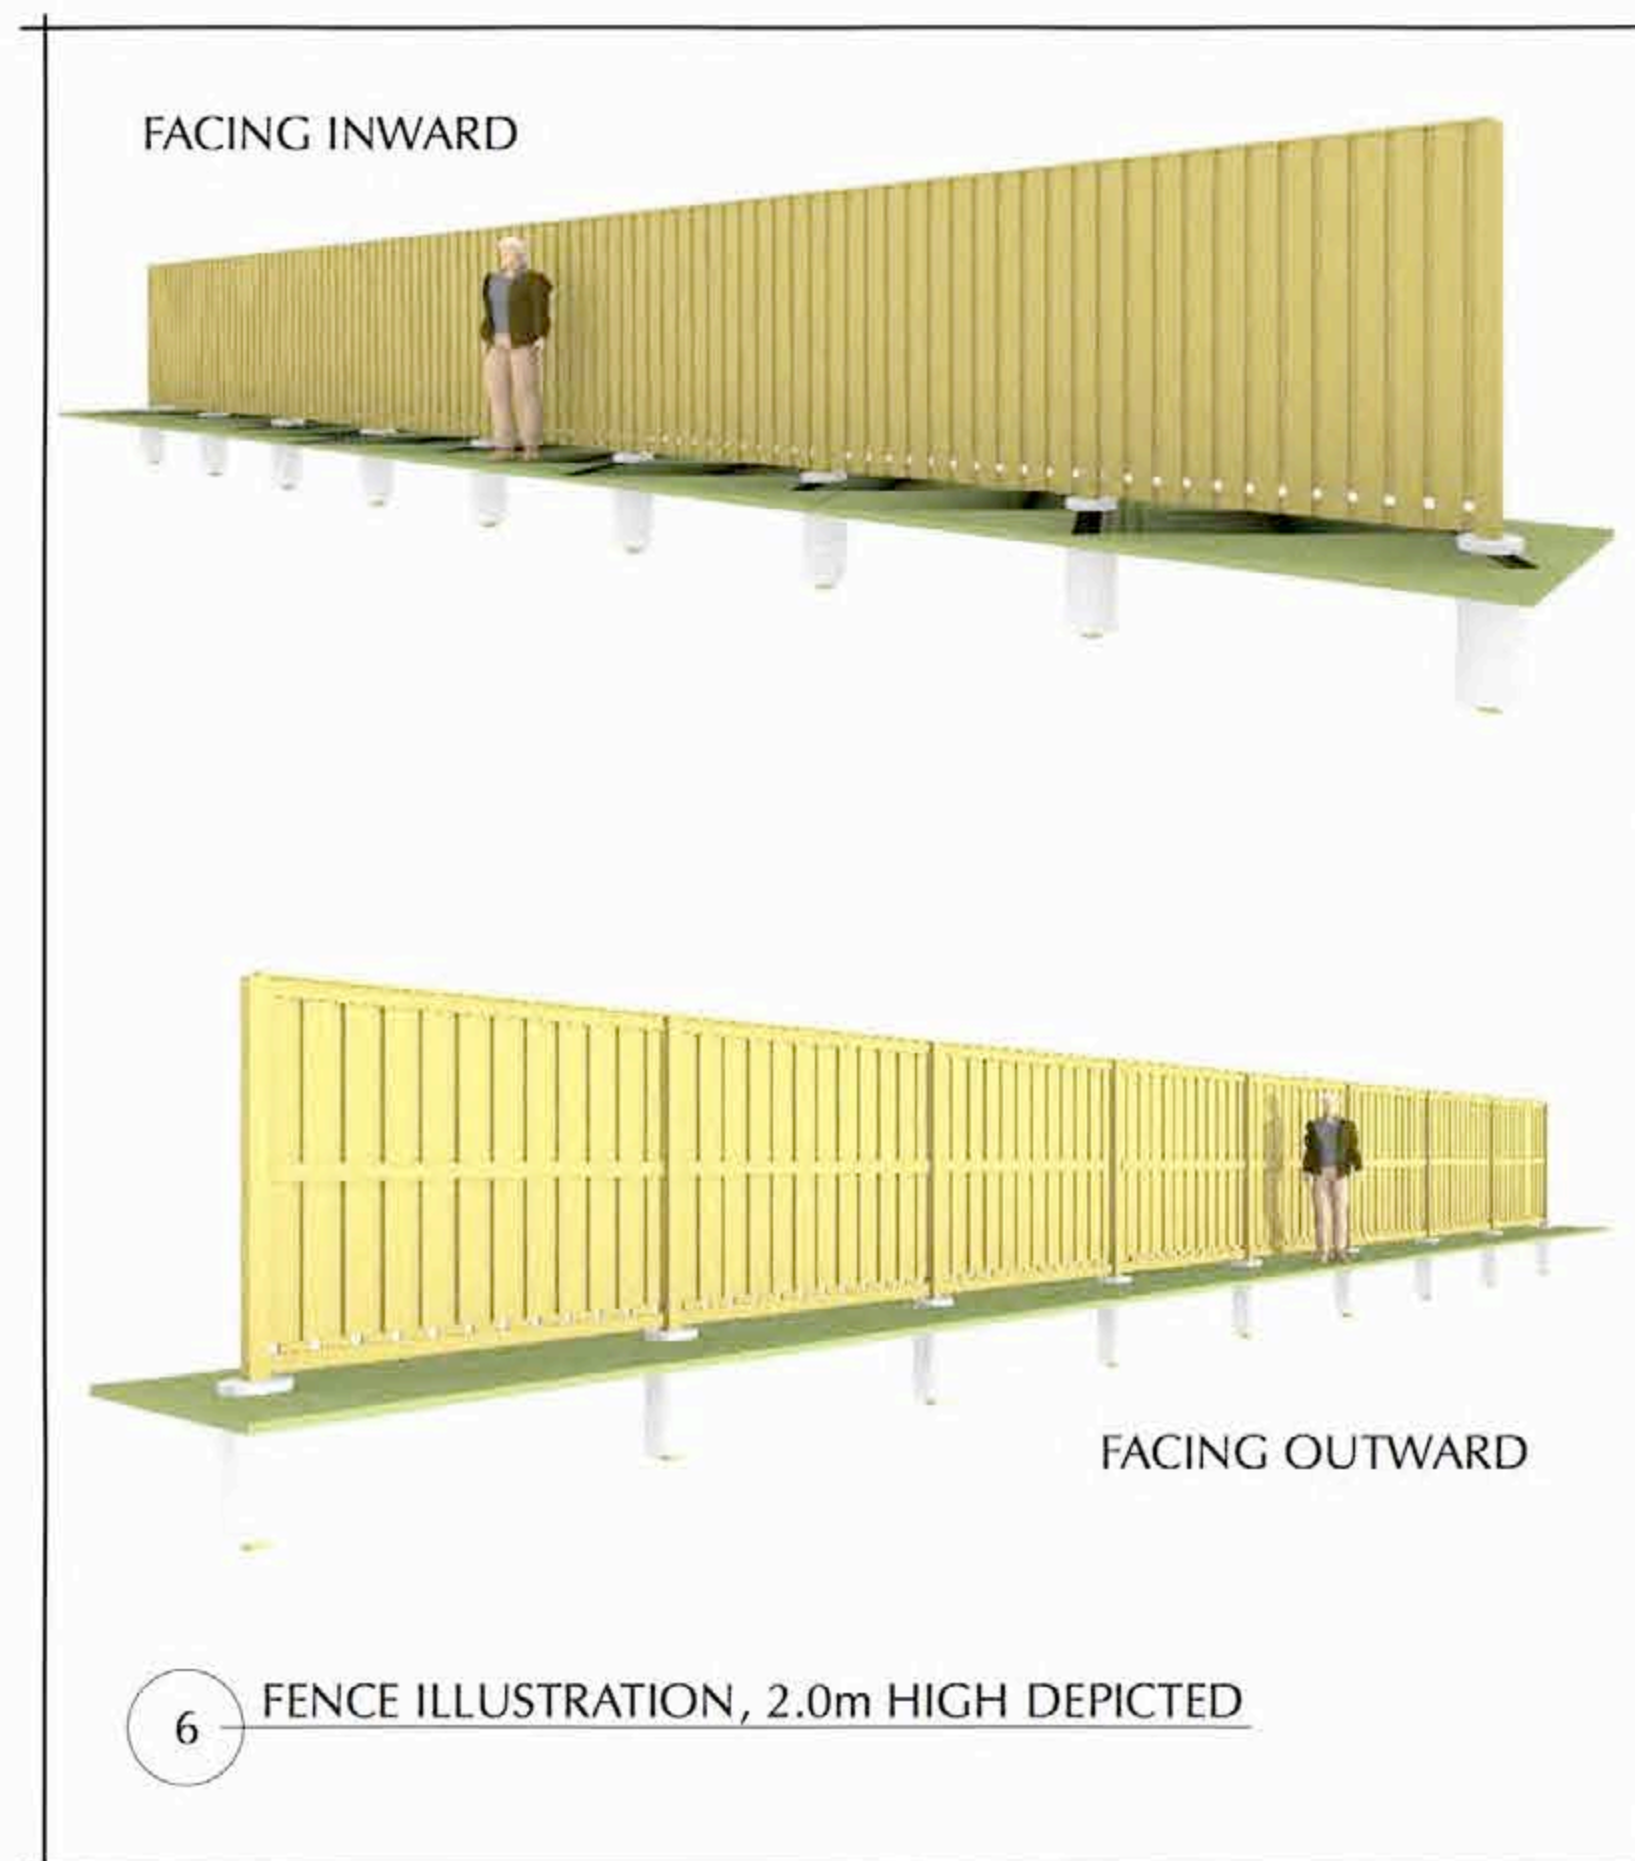 FACING INWARD
FACING OUTWARD
6 FENCE ILLUSTRATION, 2.0m HIGH DEPICTED